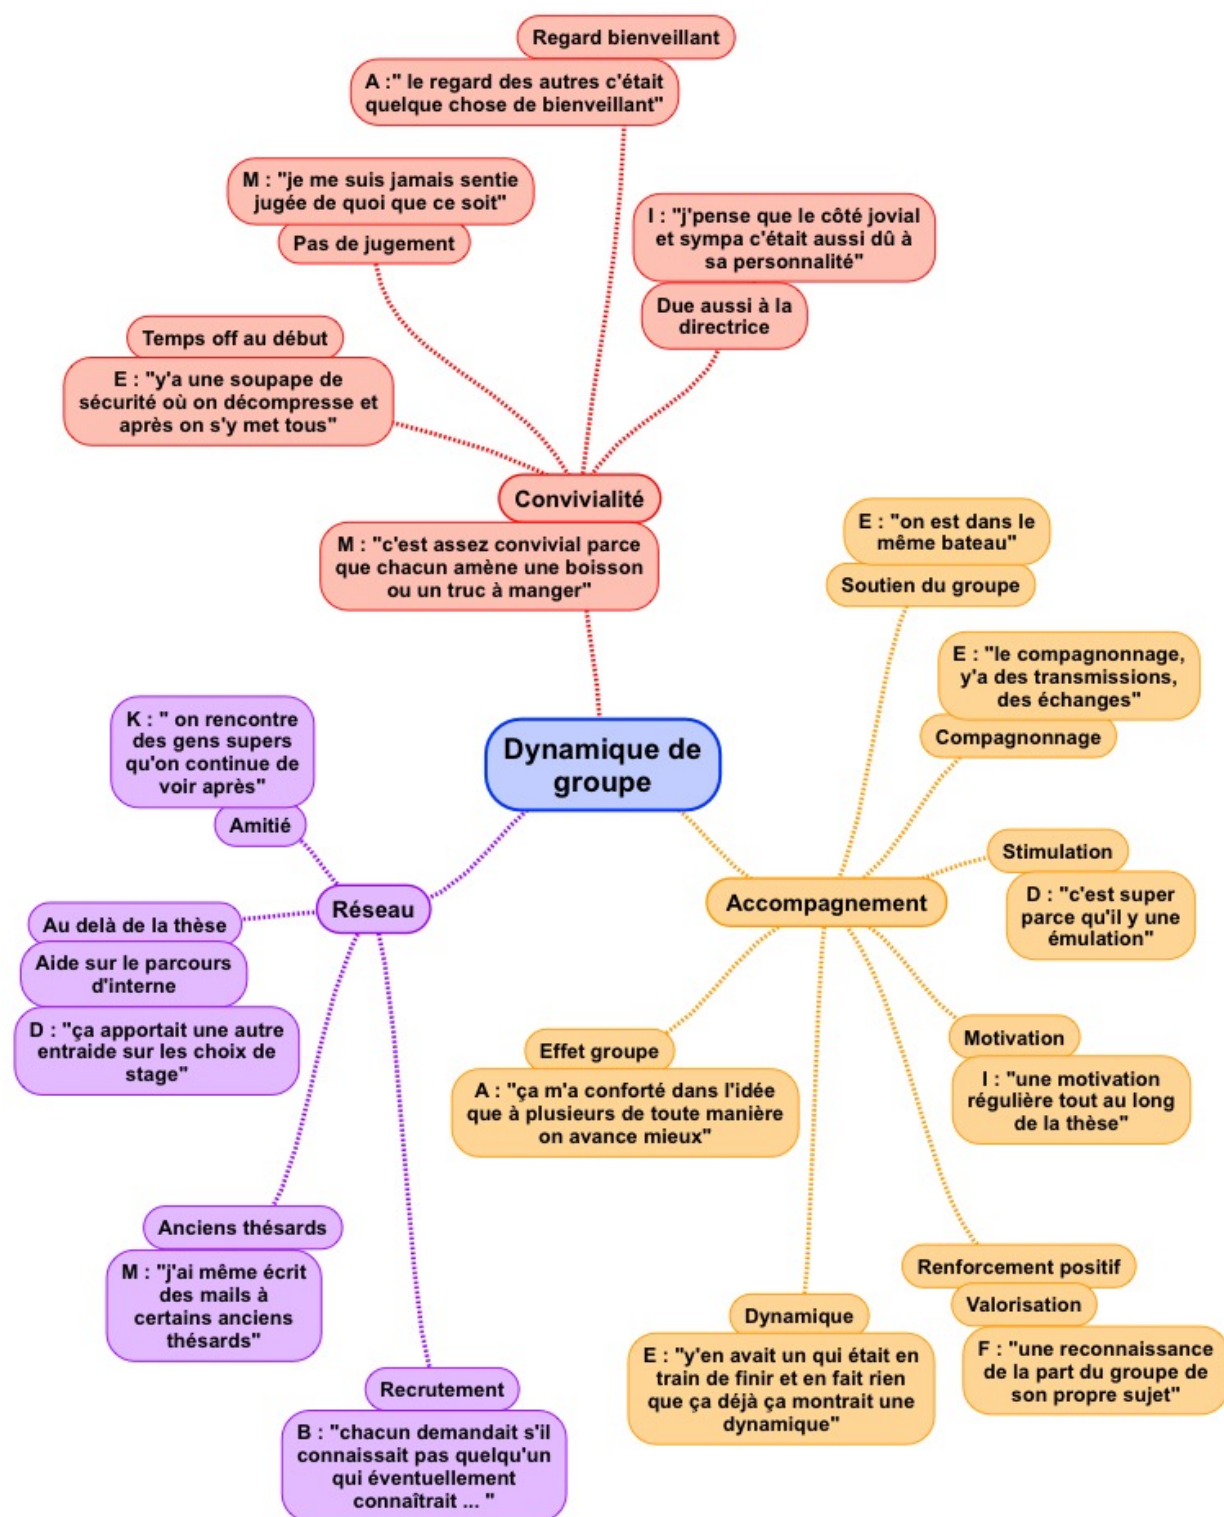 Regard bienveillant
A :" le regard des autres c'était
quelque chose de bienveillant"
M : "je me suis jamais sentie
jugée de quoi que ce soit"
Pas de jugement
I : "j'pense que le côté jovial
et sympa c'était aussi dû à
sa personnalité"
Due aussi à la
directrice
Temps off au début
E : "y'a une soupape de
sécurité où on décompresse et
après on s'y met tous"
Convivialité
M : "c'est assez convivial parce
que chacun amène une boisson
ou un truc à manger"
E : "on est dans le
même bateau"
Soutien du groupe
E : "le compagnonnage,
y'a des transmissions,
des échanges"
Compagnonnage
K : " on rencontre
des gens supers
qu'on continue de
voir après"
Amitié
Dynamique de
groupe
Stimulation
D : "c'est super
parce qu'il y une
émulation"
Accompagnement
Réseau
Au delà de la thèse
Aide sur le parcours
d'interne
D : "ça apportait une autre
entraide sur les choix de
stage"
Effet groupe
A : "ça m'a conforté dans l'idée
que à plusieurs de toute manière
on avance mieux"
Motivation
I : "une motivation
régulière tout au long
de la thèse"
Anciens thésards
M : "j'ai même écrit
des mails à
certains anciens
thésards"
Renforcement positif
Valorisation
F : "une reconnaissance
de la part du groupe de
son propre sujet"
Dynamique
E : "y'en avait un qui était en
train de finir et en fait rien
que ça déjà ça montrait une
dynamique"
Recrutement
B : "chacun demandait s'il
connaissait pas quelqu'un
qui éventuellement
connaîtrait ... "